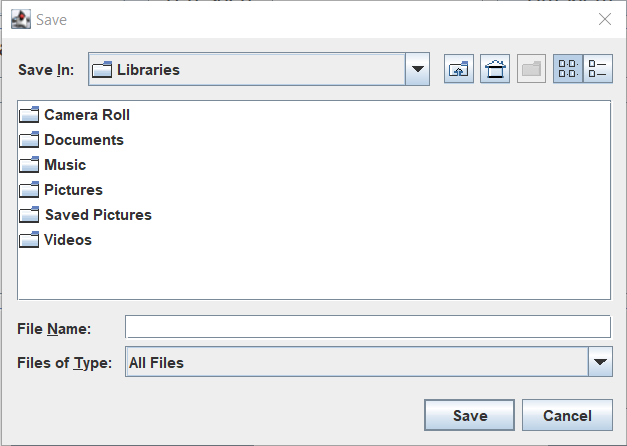 Save
Save In: Libraries
Camera Roll
Documents
Music
Pictures
Saved Pictures
Videos
File Name:
Files of Type: All Files
Save Cancel